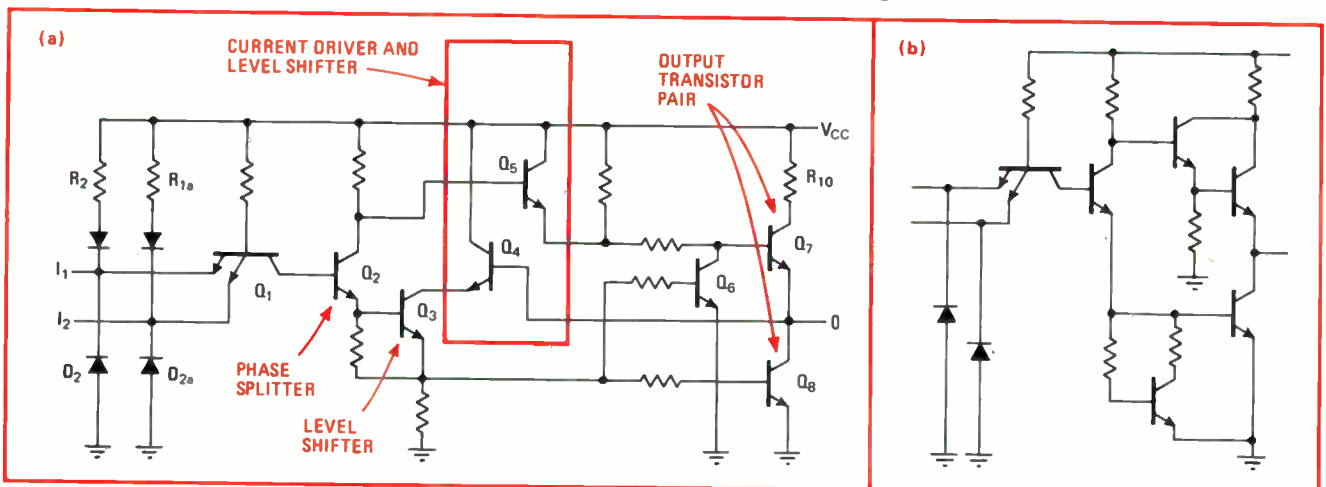 (a)
CURRENT DRIVER AND
LEVEL SHIFTER
OUTPUT
TRANSISTOR
PAIR
VCC
R2
R1a
Q5
R10
Q4
Q7
I1
Q1
Q2
Q6
I2
Q3
O
D2
D2a
PHASE
SPLITTER
Q8
LEVEL
SHIFTER
(b)